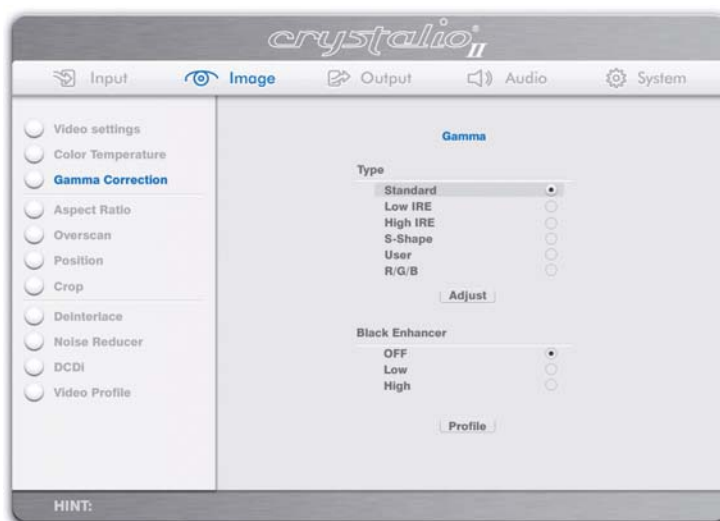 crystalio II
Input Image Output Audio System
Video settings
Color Temperature
Gamma Correction
Aspect Ratio
Overscan
Position
Crop
Deinterlace
Noise Reducer
DCDi
Video Profile
Gamma
Type
Standard
Low IRE
High IRE
S-Shape
User
R/G/B
Adjust
Black Enhancer
OFF
Low
High
Profile
HINT: